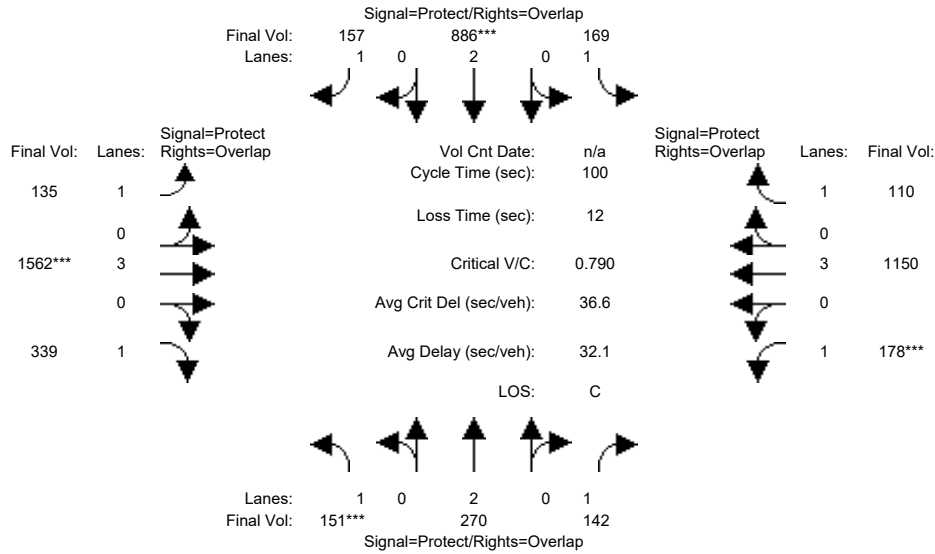 Signal=Protect/Rights=Overlap
Final Vol: 157 886*** 169
Lanes: 1 0 2 0 1
Signal=Protect
Final Vol: Lanes: Rights=Overlap
Vol Cnt Date: n/a
Signal=Protect
Rights=Overlap Lanes: Final Vol:
Cycle Time (sec): 100
135 1
1 110
Loss Time (sec): 12
0
0
1562*** 3
Critical V/C: 0.790
3 1150
0
Avg Crit Del (sec/veh): 36.6
0
339 1
Avg Delay (sec/veh): 32.1
1 178***
LOS: C
Lanes: 1 0 2 0 1
Final Vol: 151*** 270 142
Signal=Protect/Rights=Overlap